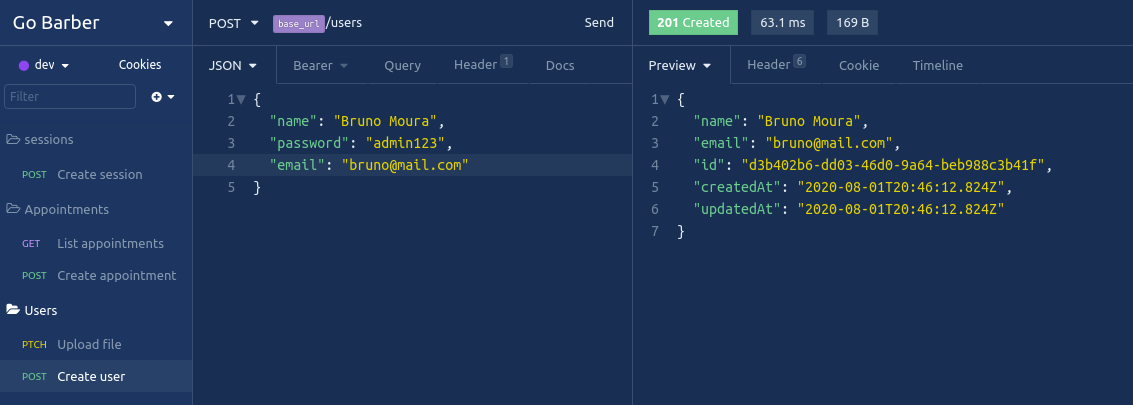 Go Barber
dev
Cookies
Filter
sessions
POST Create session
Appointments
GET List appointments
POST Create appointment
Users
PTCH Upload file
POST Create user
POST base_url/users Send
JSON Bearer Query Header 1 Docs
1 {
2 "name": "Bruno Moura",
3 "password": "admin123",
4 "email": "bruno@mail.com"
5 }
201 Created 63.1 ms 169 B
Preview Header 6 Cookie Timeline
1 {
2 "name": "Bruno Moura",
3 "email": "bruno@mail.com",
4 "id": "d3b402b6-dd03-46d0-9a64-beb988c3b41f",
5 "createdAt": "2020-08-01T20:46:12.824Z",
6 "updatedAt": "2020-08-01T20:46:12.824Z"
7 }